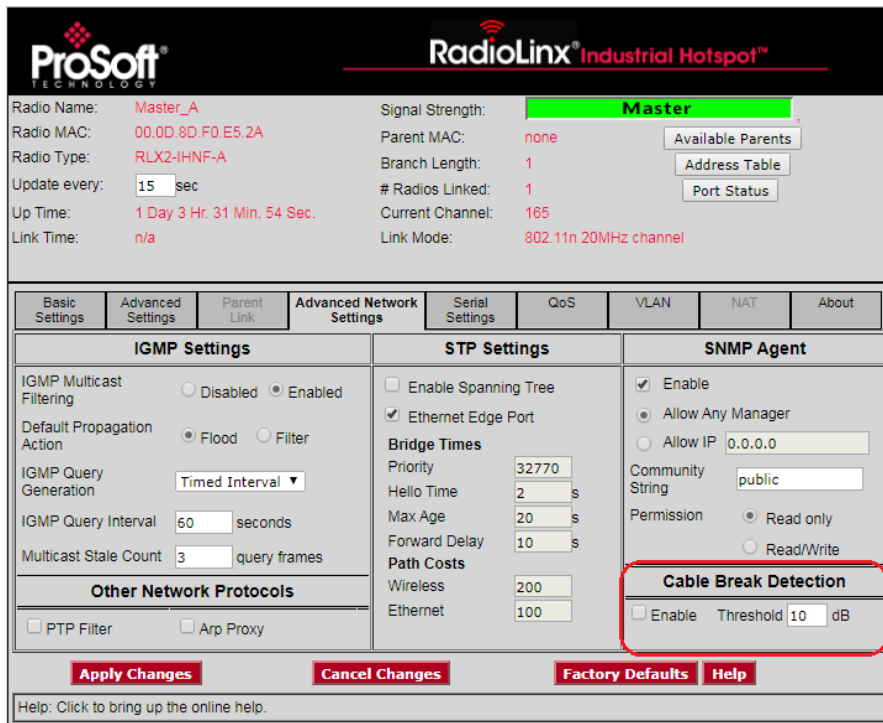 ProSoft®
TECHNOLOGY
RadioLinx® Industrial Hotspot™
Radio Name: Master_A
Radio MAC: 00.0D.8D.F0.E5.2A
Radio Type: RLX2-IHNF-A
Update every: 15 sec
Up Time: 1 Day 3 Hr. 31 Min. 54 Sec.
Link Time: n/a
Signal Strength: Master ,
Parent MAC: none Available Parents
Branch Length: 1 Address Table
# Radios Linked: 1 Port Status
Current Channel: 165
Link Mode: 802.11n 20MHz channel
Basic Settings
Advanced Settings
Parent Link
Advanced Network Settings
Serial Settings
QoS
VLAN
NAT
About
IGMP Settings
IGMP Multicast Filtering Disabled Enabled
Default Propagation Action Flood Filter
IGMP Query Generation Timed Interval
IGMP Query Interval 60 seconds
Multicast Stale Count 3 query frames
Other Network Protocols
PTP Filter Arp Proxy
STP Settings
Enable Spanning Tree
Ethernet Edge Port
Bridge Times
Priority 32770
Hello Time 2 s
Max Age 20 s
Forward Delay 10 s
Path Costs
Wireless 200
Ethernet 100
SNMP Agent
Enable
Allow Any Manager
Allow IP 0.0.0.0
Community String public
Permission Read only
Read/Write
Cable Break Detection
Enable Threshold 10 dB
Apply Changes Cancel Changes Factory Defaults Help
Help: Click to bring up the online help.